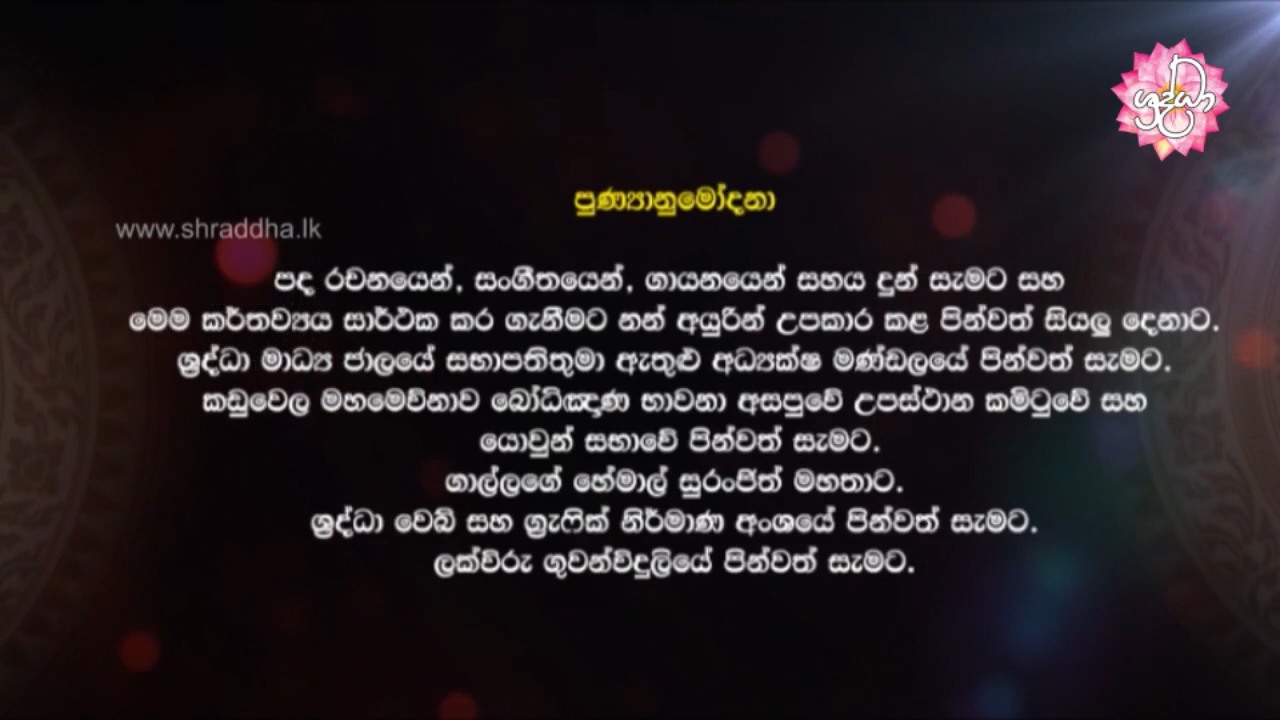 ශ්‍රද්ධා
පුණ්‍යානුමෝදනා
www.shraddha.lk
පද රචනයෙන්, සංගීතයෙන්, ගායනයෙන් සහය දුන් සැමට සහ
මෙම කර්තව්‍යය සාර්ථක කර ගැනීමට නන් අයුරින් උපකාර කළ පින්වත් සියලු දෙනාට.
ශ්‍රද්ධා මාධ්‍ය ජාලයේ සභාපතිතුමා ඇතුළු අධ්‍යක්ෂ මණ්ඩලයේ පින්වත් සැමට.
කඩුවෙල මහමෙව්නාව බෝධිඤාණ භාවනා අසපුවේ උපස්ථාන කමිටුවේ සහ
යොවුන් සභාවේ පින්වත් සැමට.
ගාල්ලගේ හේමාල් සුරංජිත් මහතාට.
ශ්‍රද්ධා වෙබ් සහ ග්‍රැෆික් නිර්මාණ අංශයේ පින්වත් සැමට.
ලක්විරු ගුවන්විදුලියේ පින්වත් සැමට.